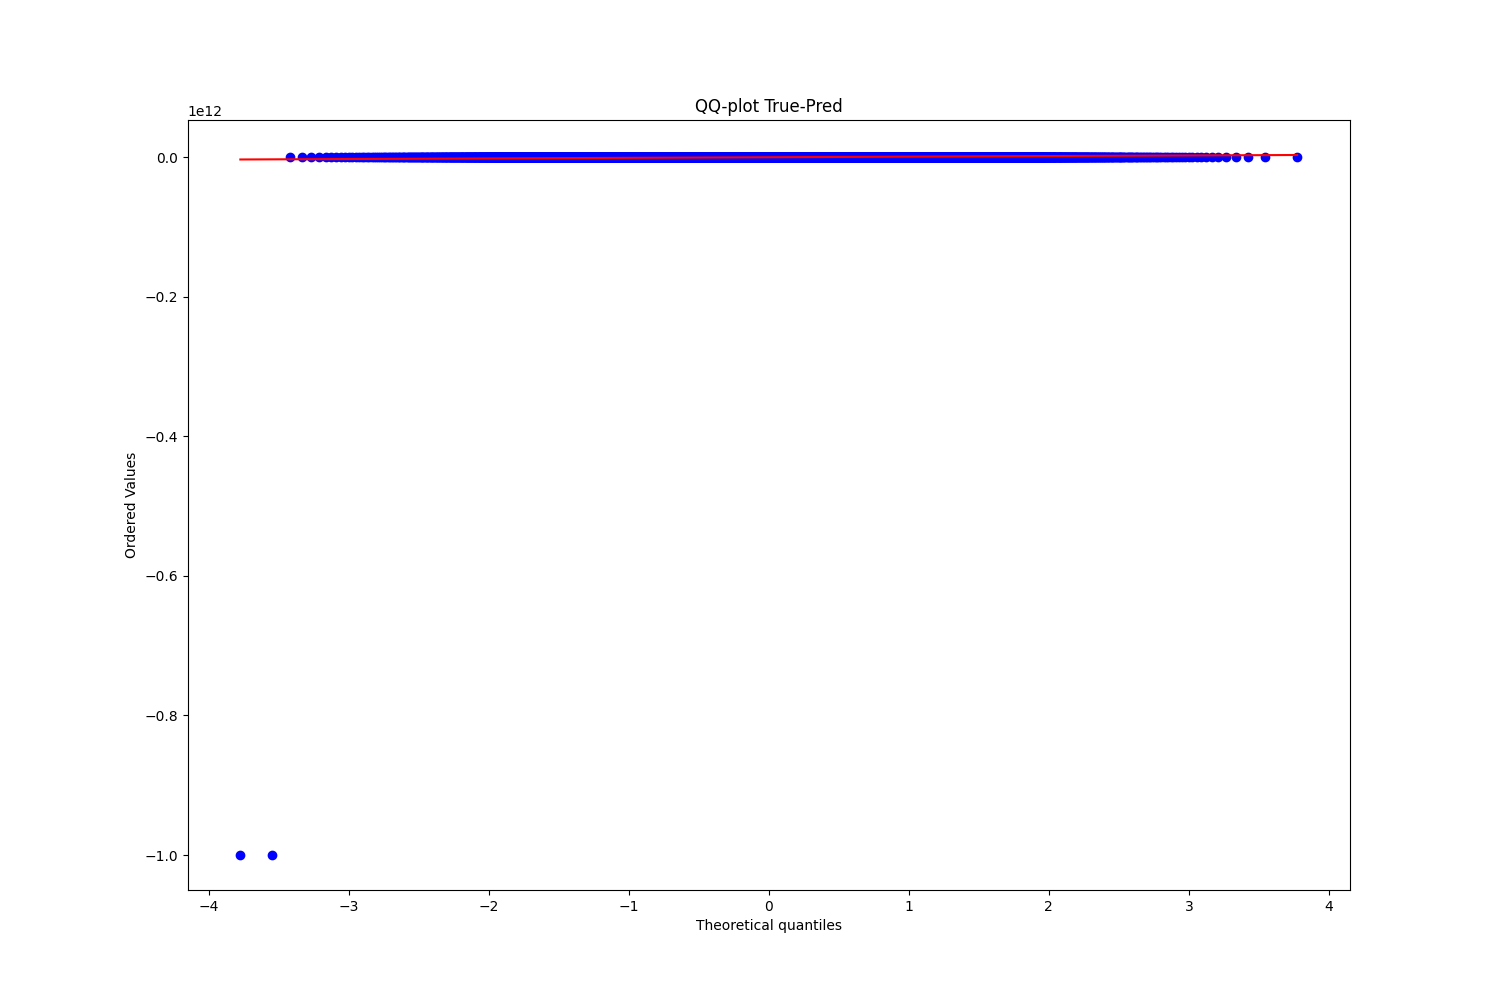 QQ-plot True-Pred
1e12
0.0
−0.2
−0.4
−0.6
−0.8
−1.0
Ordered Values
−4 −3 −2 −1 0 1 2 3 4
Theoretical quantiles